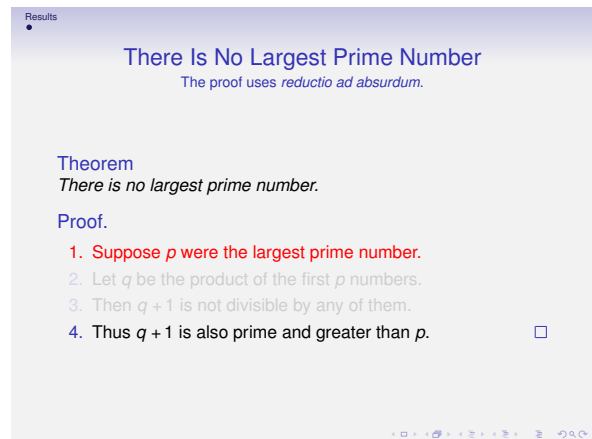 Results
There Is No Largest Prime Number
The proof uses reductio ad absurdum.
Theorem
There is no largest prime number.
Proof.
1. Suppose p were the largest prime number.
2. Let q be the product of the first p numbers.
3. Then q + 1 is not divisible by any of them.
4. Thus q + 1 is also prime and greater than p.